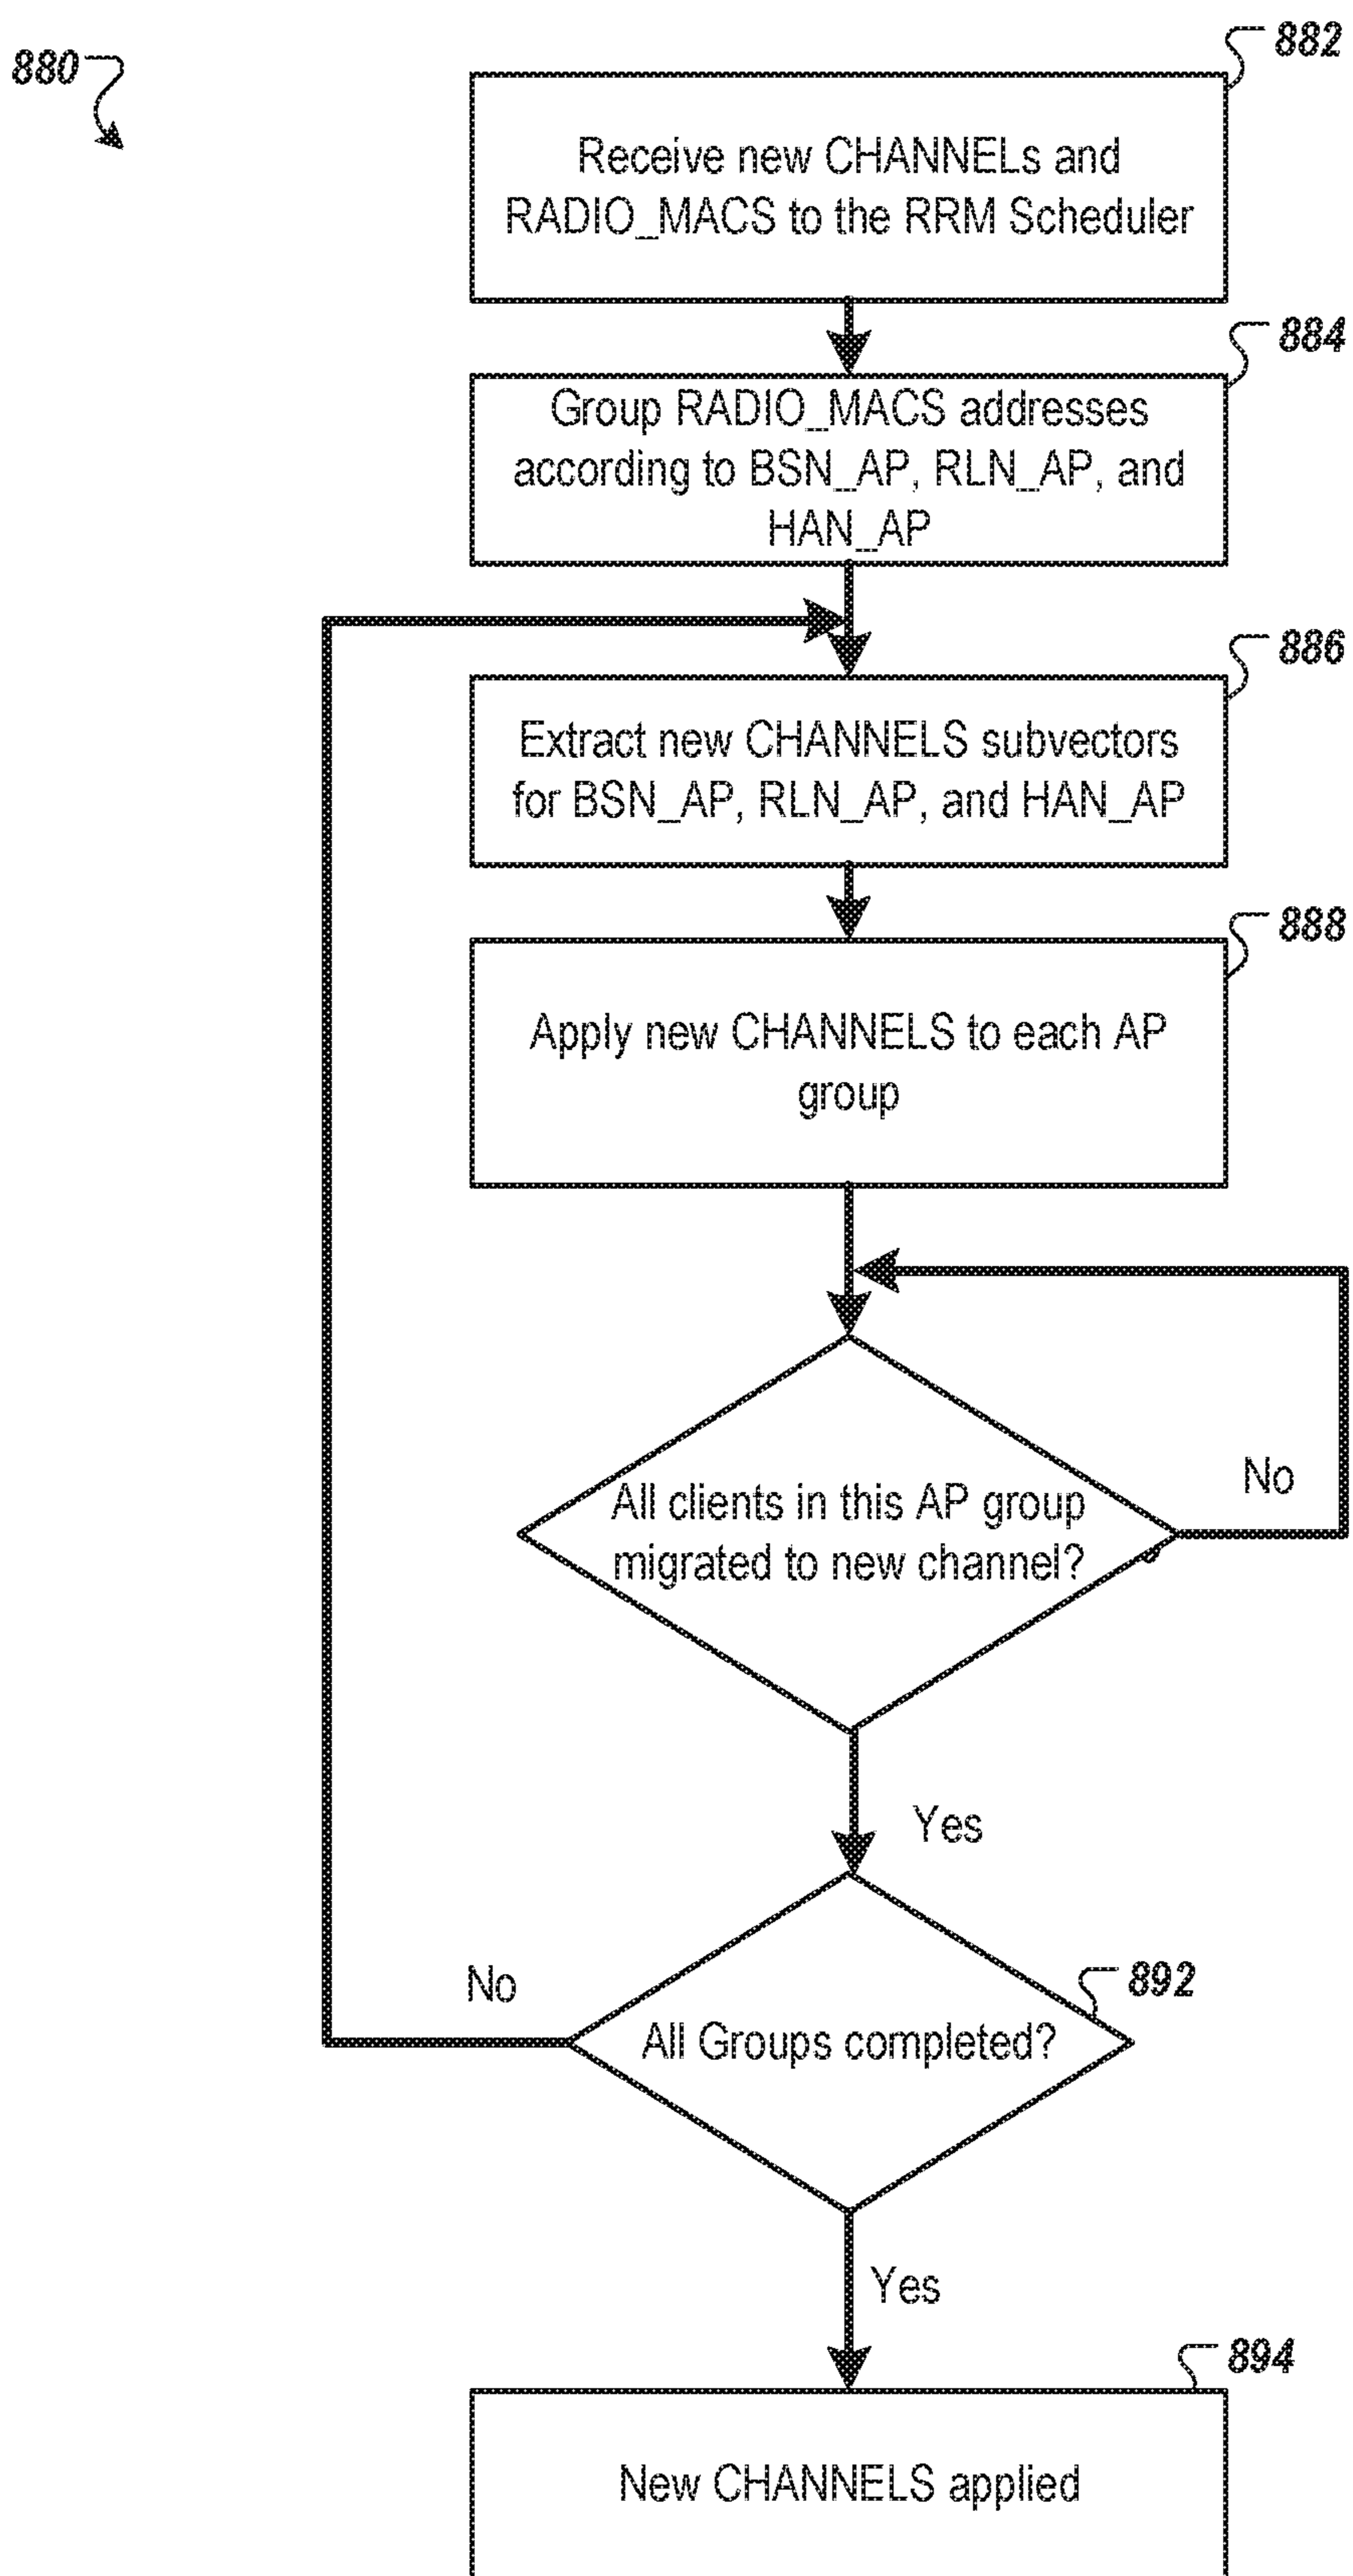 880
882
Receive new CHANNELs and
RADIO_MACS to the RRM Scheduler
884
Group RADIO_MACS addresses
according to BSN_AP, RLN_AP, and
HAN_AP
886
Extract new CHANNELS subvectors
for BSN_AP, RLN_AP, and HAN_AP
888
Apply new CHANNELS to each AP
group
No
All clients in this AP group
migrated to new channel?
Yes
No
892
All Groups completed?
Yes
894
New CHANNELS applied